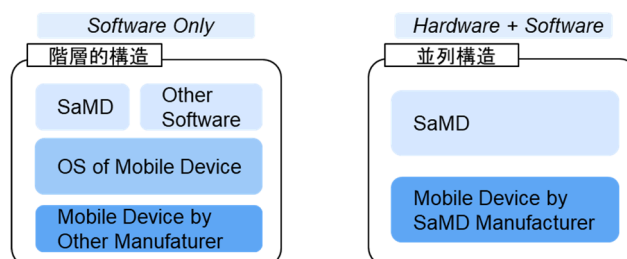 Software Only
階層的構造
SaMD
Other
Software
OS of Mobile Device
Mobile Device by
Other Manufaturer
Hardware + Software
並列構造
SaMD
Mobile Device by
SaMD Manufacturer